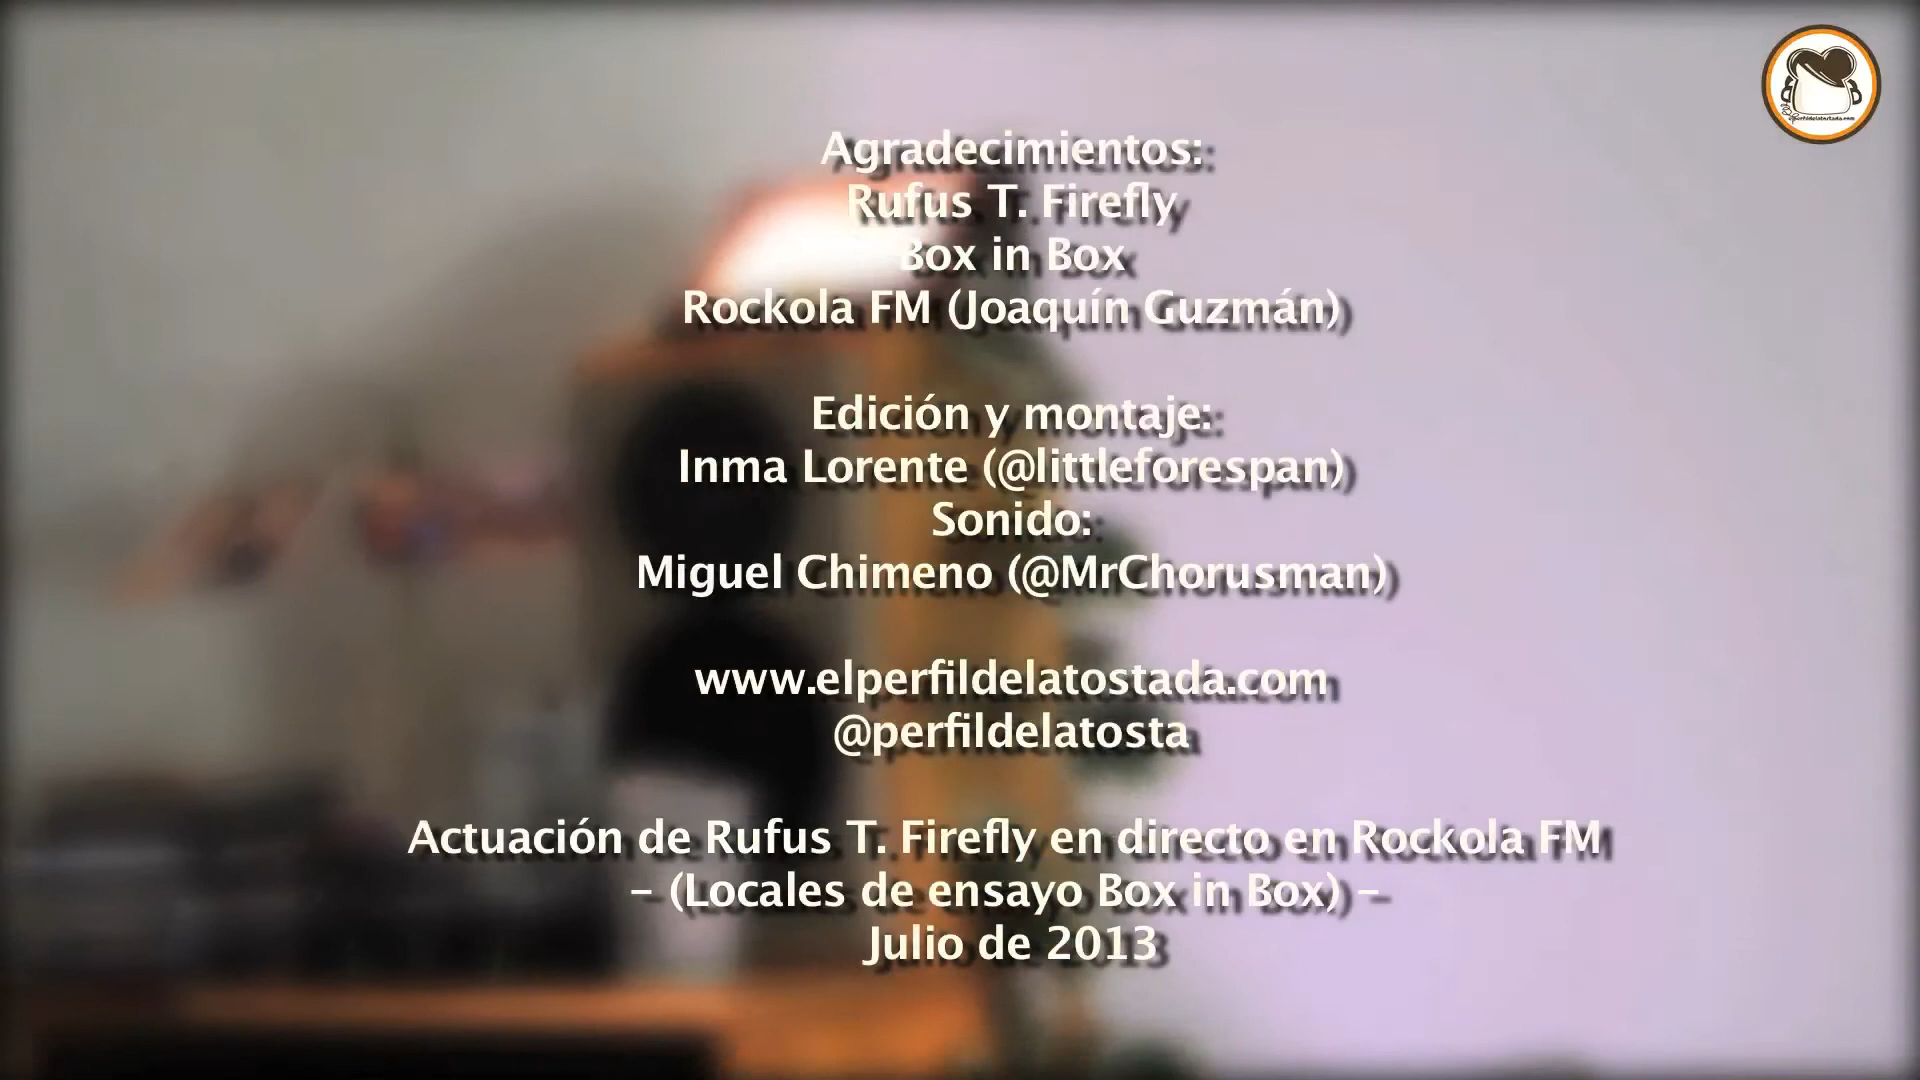 Agradecimientos:
Rufus T. Firefly
Box in Box
Rockola FM (Joaquín Guzmán)
Edición y montaje:
Inma Lorente (@littleforespan)
Sonido:
Miguel Chimeno (@MrChorusman)
www.elperfildelatostada.com
@perfildelatosta
Actuación de Rufus T. Firefly en directo en Rockola FM
- (Locales de ensayo Box in Box) -
Julio de 2013